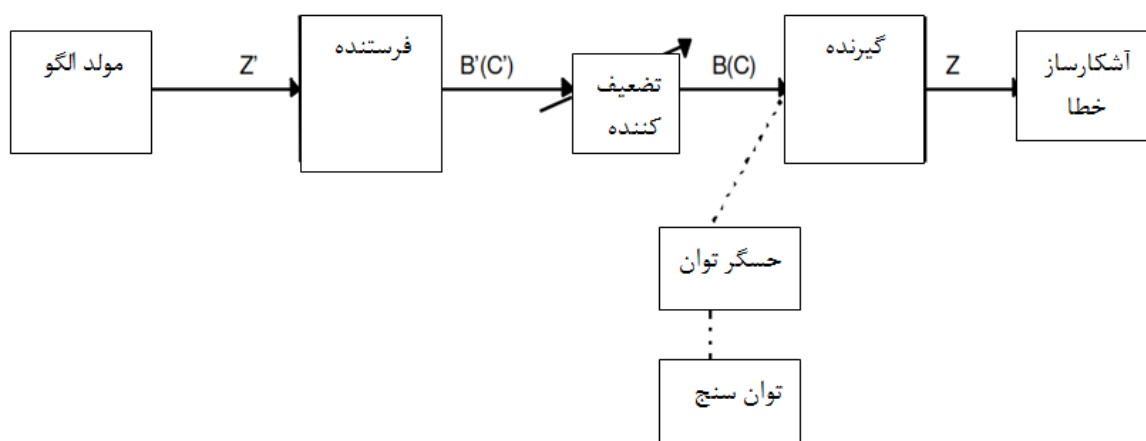 مولد الگو
Z'
فرستنده
B'(C')
تضعیف
کننده
B(C)
گیرنده
Z
آشکارساز
خطا
حسگر توان
توان سنج